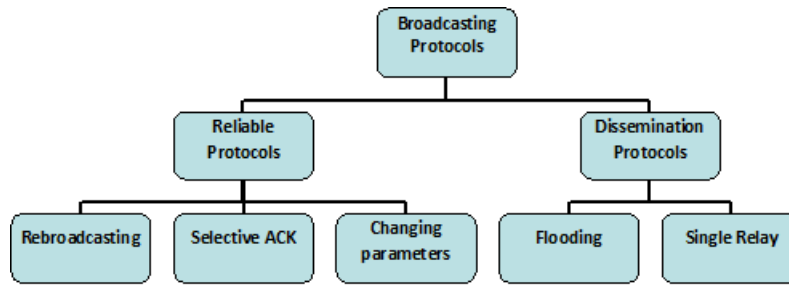 Broadcasting
Protocols
Reliable
Protocols
Dissemination
Protocols
Rebroadcasting
Selective ACK
Changing
parameters
Flooding
Single Relay